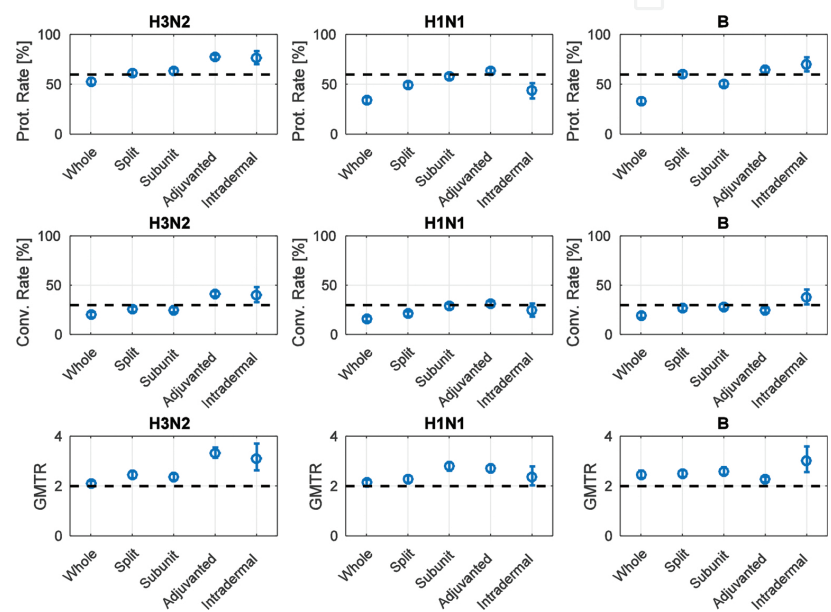 H3N2 H1N1 B
Prot. Rate [%] 100 50 0 Prot. Rate [%] 100 50 0 Prot. Rate [%] 100 50 0
Whole Split Subunit Adjuvanted Intradermal Whole Split Subunit Adjuvanted Intradermal Whole Split Subunit Adjuvanted Intradermal
H3N2 H1N1 B
Conv. Rate [%] 100 50 0 Conv. Rate [%] 100 50 0 Conv. Rate [%] 100 50 0
Whole Split Subunit Adjuvanted Intradermal Whole Split Subunit Adjuvanted Intradermal Whole Split Subunit Adjuvanted Intradermal
H3N2 H1N1 B
GMTR 4 2 0 GMTR 4 2 0 GMTR 4 2 0
Whole Split Subunit Adjuvanted Intradermal Whole Split Subunit Adjuvanted Intradermal Whole Split Subunit Adjuvanted Intradermal